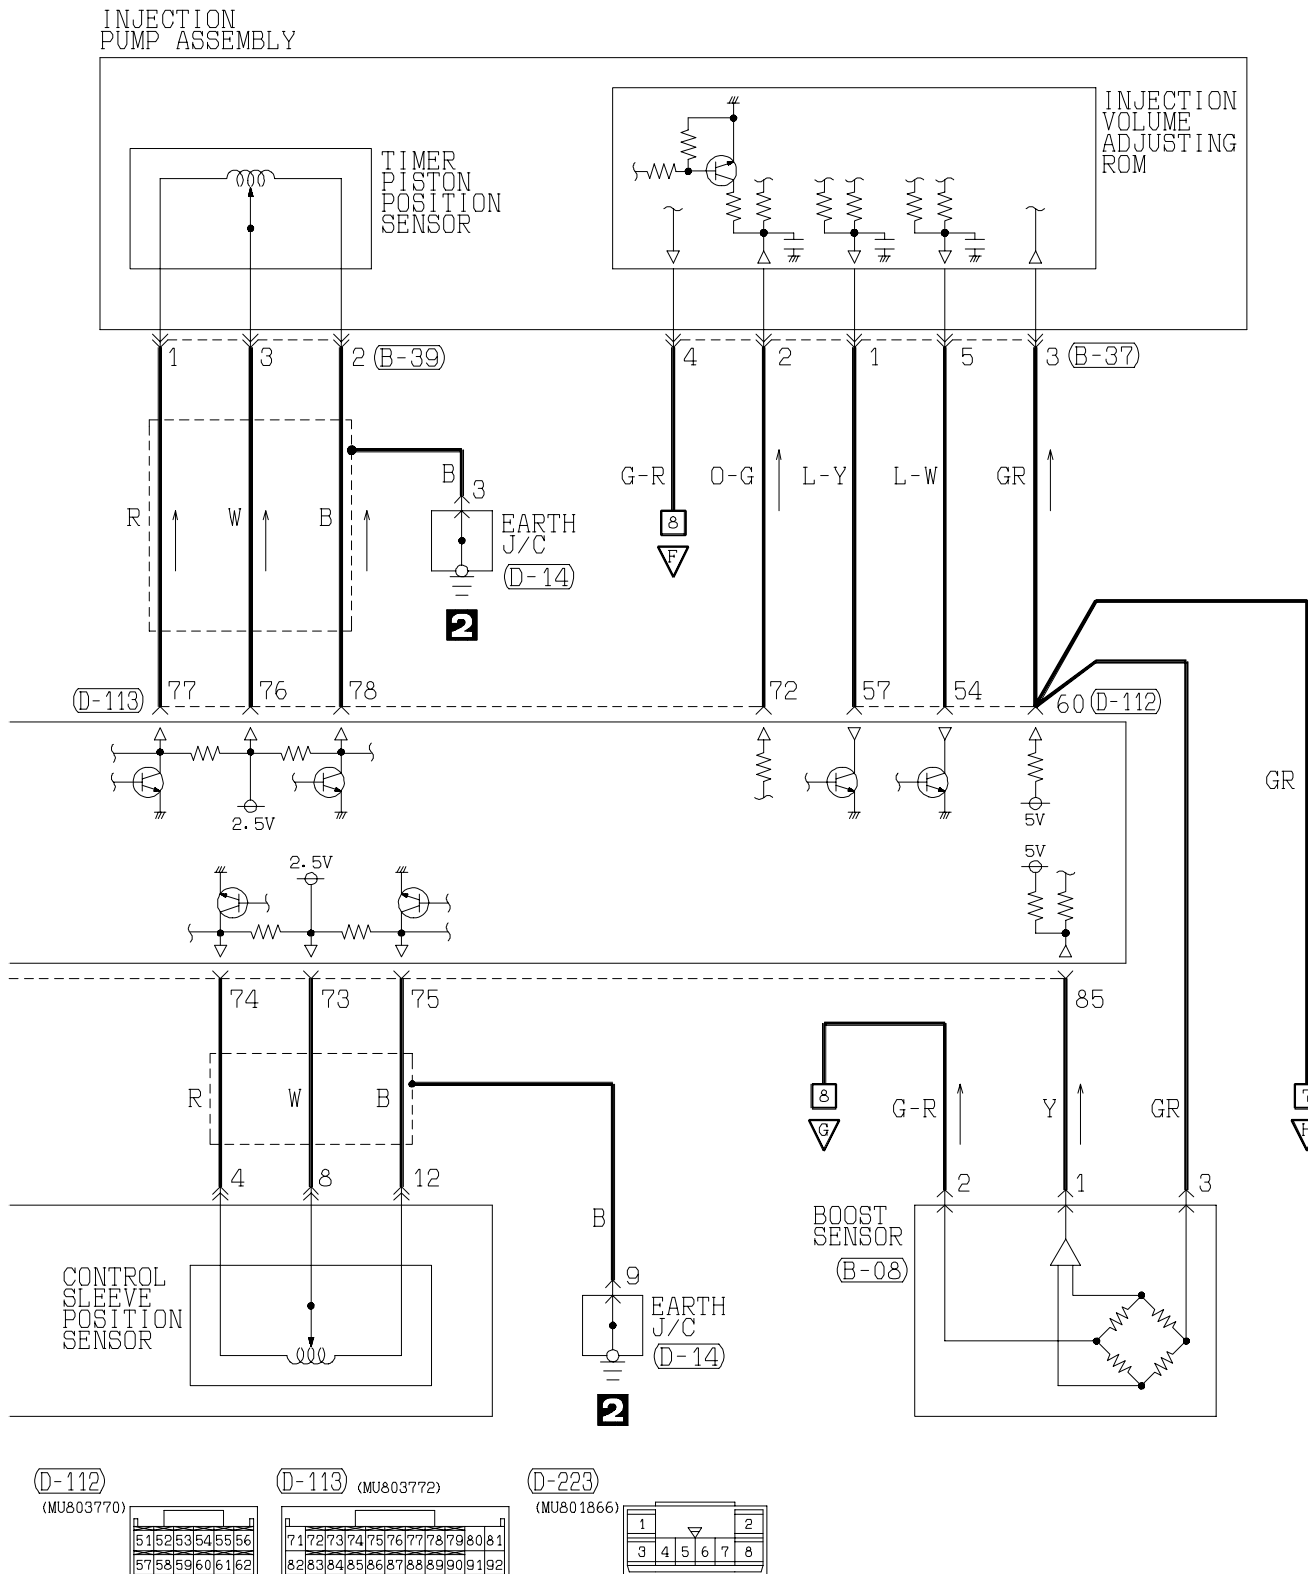 INJECTION
PUMP ASSEMBLY
TIMER
PISTON
POSITION
SENSOR
INJECTION
VOLUME
ADJUSTING
ROM
1 3 2 B-39 4 2 1 5 3 B-37
B 3
EARTH
J/C
D-14
2
R W B
G-R O-G L-Y L-W GR
8
F
D-113 77 76 78 72 57 54 60 D-112
2.5V
5V
GR
2.5V
5V
74 73 75 85
R W B
8
G
G-R Y GR
7
4 8 12
2 1 3
B
BOOST
SENSOR
B-08
CONTROL
SLEEVE
POSITION
SENSOR
9
EARTH
J/C
D-14
2
D-112
(MU803770)
51 52 53 54 55 56
57 58 59 60 61 62
D-113 (MU803772)
71 72 73 74 75 76 77 78 79 80 81
82 83 84 85 86 87 88 89 90 91 92
D-223
(MU801866)
1 2
3 4 5 6 7 8